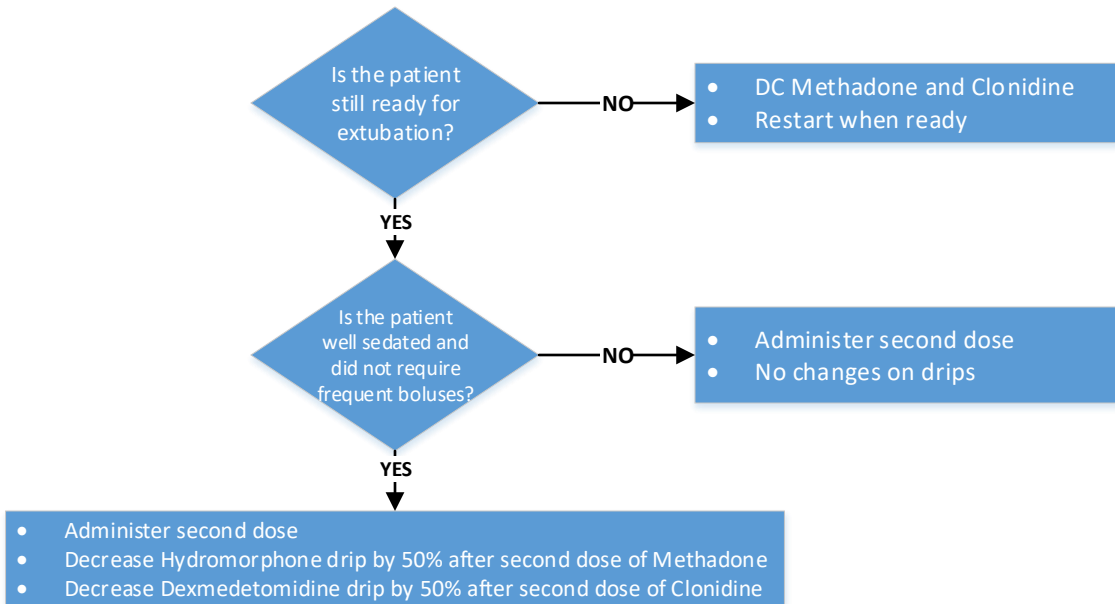 Is the patient
still ready for
extubation?
NO
• DC Methadone and Clonidine
• Restart when ready
YES
Is the patient
well sedated and
did not require
frequent boluses?
NO
• Administer second dose
• No changes on drips
YES
• Administer second dose
• Decrease Hydromorphone drip by 50% after second dose of Methadone
• Decrease Dexmedetomidine drip by 50% after second dose of Clonidine